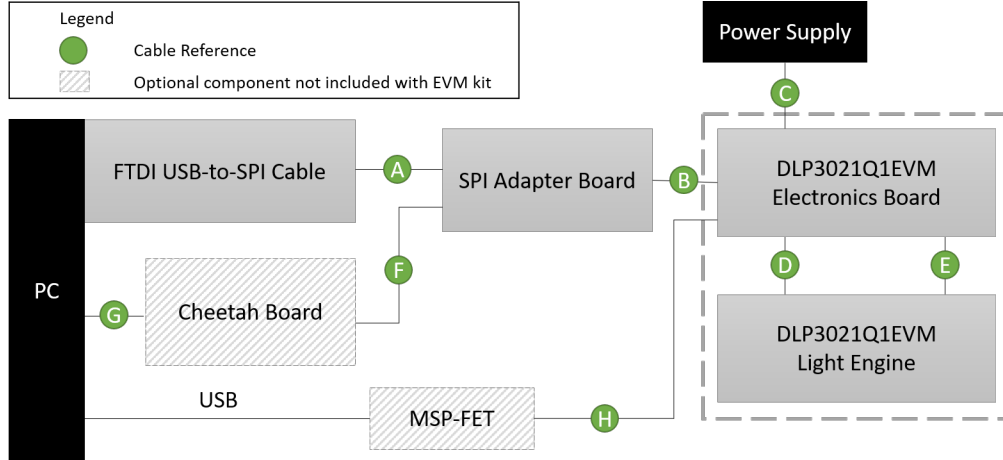 Legend
Cable Reference
Optional component not included with EVM kit
Power Supply
C
FTDI USB-to-SPI Cable
A
SPI Adapter Board
B
DLP3021Q1EVM
Electronics Board
PC
G
Cheetah Board
F
D
E
DLP3021Q1EVM
Light Engine
USB
MSP-FET
H